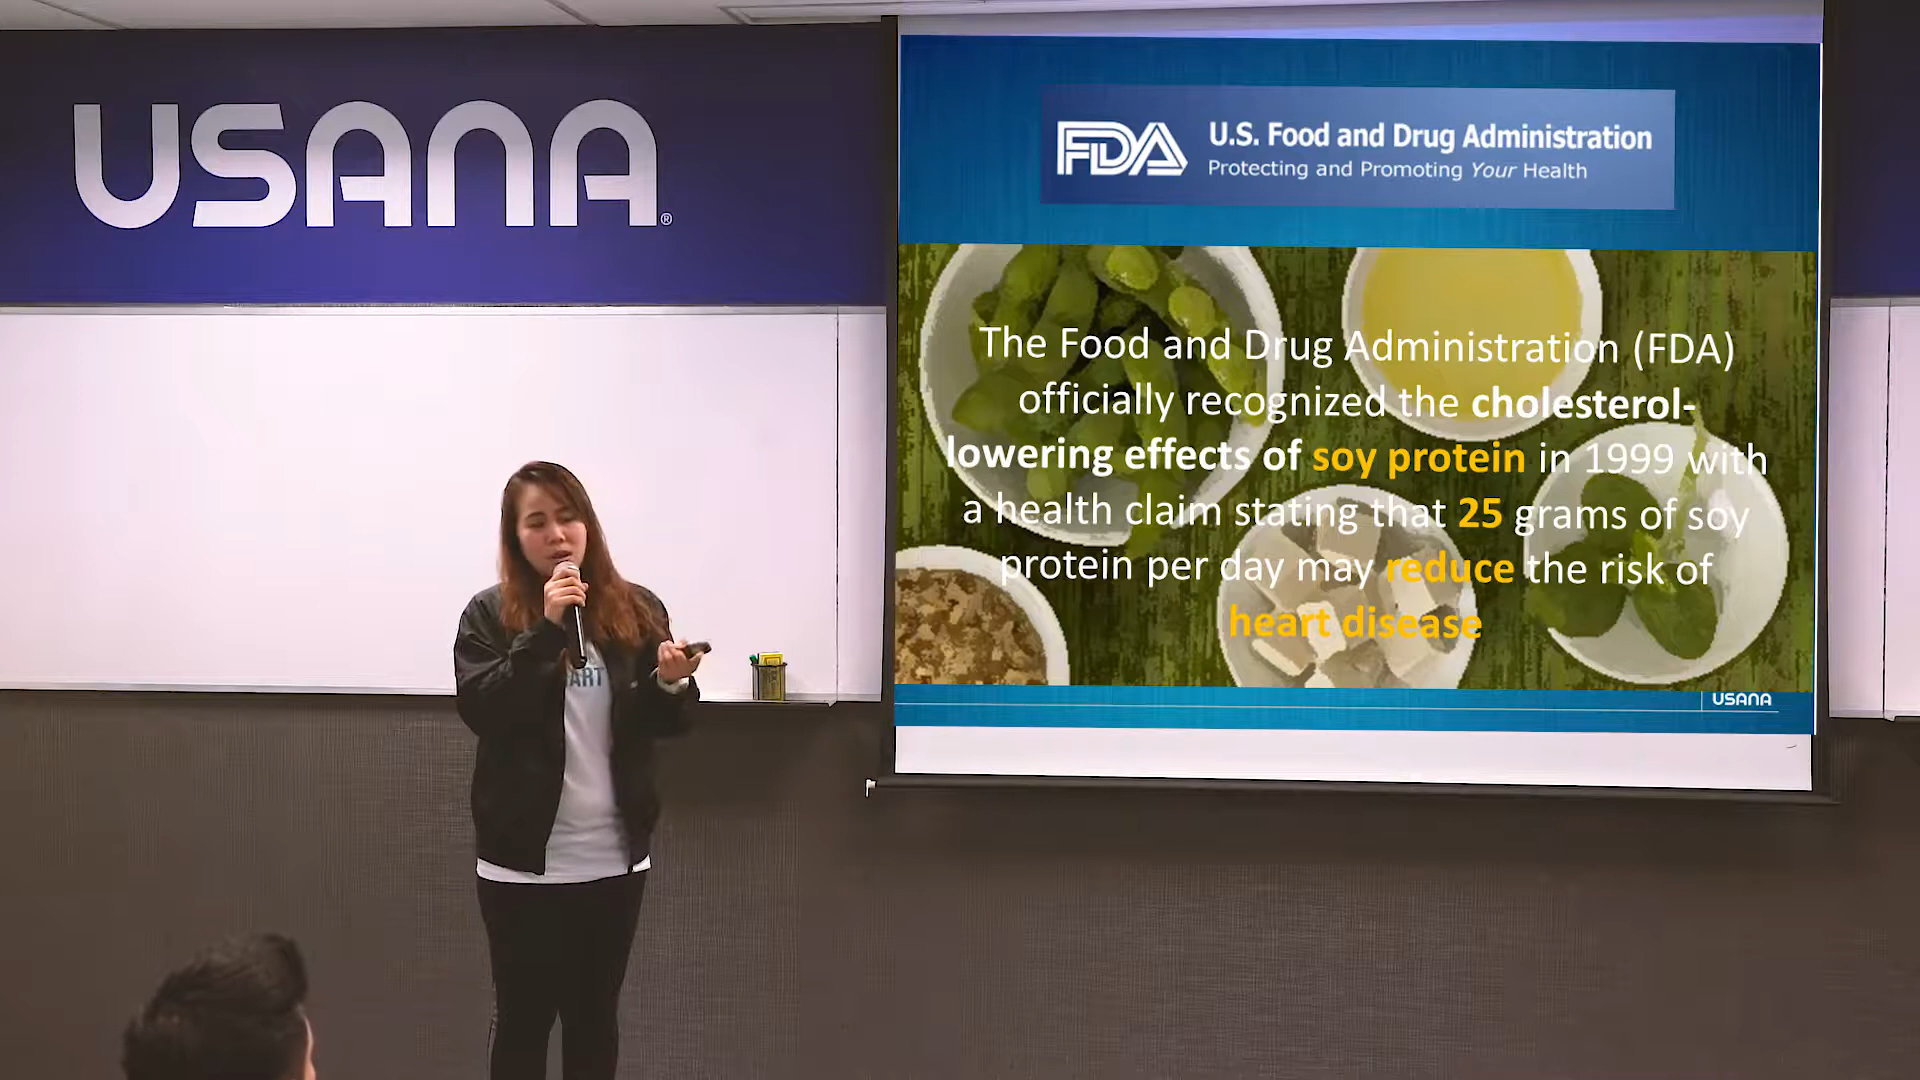 USANA®
FDA
U.S. Food and Drug Administration
Protecting and Promoting Your Health
The Food and Drug Administration (FDA)
officially recognized the cholesterol-
lowering effects of soy protein in 1999 with
a health claim stating that 25 grams of soy
protein per day may reduce the risk of
heart disease
USANA
ART